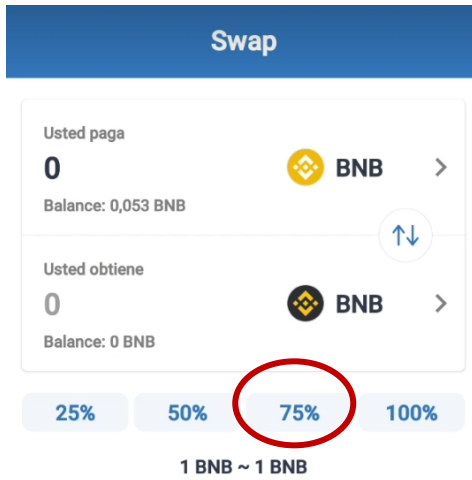 Swap
Usted paga
0
BNB
Balance: 0,053 BNB
Usted obtiene
0
BNB
Balance: 0 BNB
25% 50% 75% 100%
1 BNB ~ 1 BNB